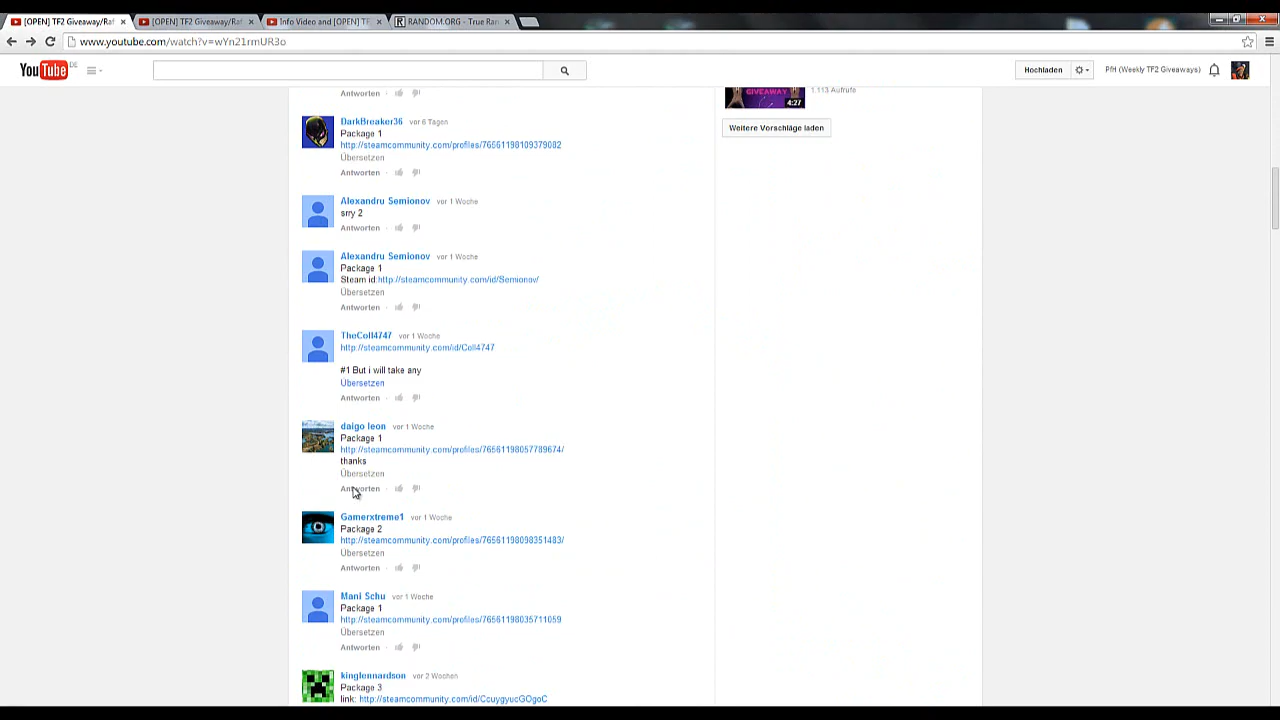 [OPEN] TF2 Giveaway/Raf
[OPEN] TF2 Giveaway/Raf
Info Video and [OPEN] TF
RANDOM.ORG - True Ran
www.youtube.com/watch?v=wYn21rmUR3o
YouTube DE
Hochladen
PfH (Weekly TF2 Giveaways)
GIVEAWAY
4:27
1.113 Aufrufe
Weitere Vorschläge laden
Antworten ·
DarkBreaker36 vor 6 Tagen
Package 1
http://steamcommunity.com/profiles/76561198109379082
Übersetzen
Antworten ·
Alexandru Semionov vor 1 Woche
srry 2
Antworten ·
Alexandru Semionov vor 1 Woche
Package 1
Steam id:http://steamcommunity.com/id/Semionov/
Übersetzen
Antworten ·
TheColl4747 vor 1 Woche
http://steamcommunity.com/id/Coll4747
#1 But i will take any
Übersetzen
Antworten ·
daigo leon vor 1 Woche
Package 1
http://steamcommunity.com/profiles/76561198057789674/
thanks
Übersetzen
Antworten ·
Gamerxtreme1 vor 1 Woche
Package 2
http://steamcommunity.com/profiles/76561198098351483/
Übersetzen
Antworten ·
Mani Schu vor 1 Woche
Package 1
http://steamcommunity.com/profiles/76561198035711059
Übersetzen
Antworten ·
kinglennardson vor 2 Wochen
Package 3
link: http://steamcommunity.com/id/CcuygyucGOgoC